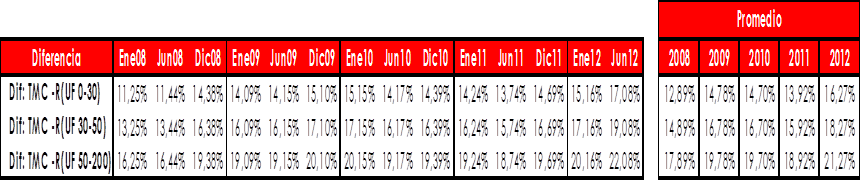 Promedio
Diferencia Ene08 Jun08 Dic08 Ene09 Jun09 Dic09 Ene10 Jun10 Dic10 Ene11 Jun11 Dic11 Ene12 Jun12 2008 2009 2010 2011 2012
Dif: TMC -R(UF 0-30) 11,25% 11,44% 14,38% 14,09% 14,15% 15,10% 15,15% 14,17% 14,39% 14,24% 13,74% 14,69% 15,16% 17,08% 12,89% 14,78% 14,70% 13,92% 16,27%
Dif: TMC -R(UF 30-50) 13,25% 13,44% 16,38% 16,09% 16,15% 17,10% 17,15% 16,17% 16,39% 16,24% 15,74% 16,69% 17,16% 19,08% 14,89% 16,78% 16,70% 15,92% 18,27%
Dif: TMC -R(UF 50-200) 16,25% 16,44% 19,38% 19,09% 19,15% 20,10% 20,15% 19,17% 19,39% 19,24% 18,74% 19,69% 20,16% 22,08% 17,89% 19,78% 19,70% 18,92% 21,27%